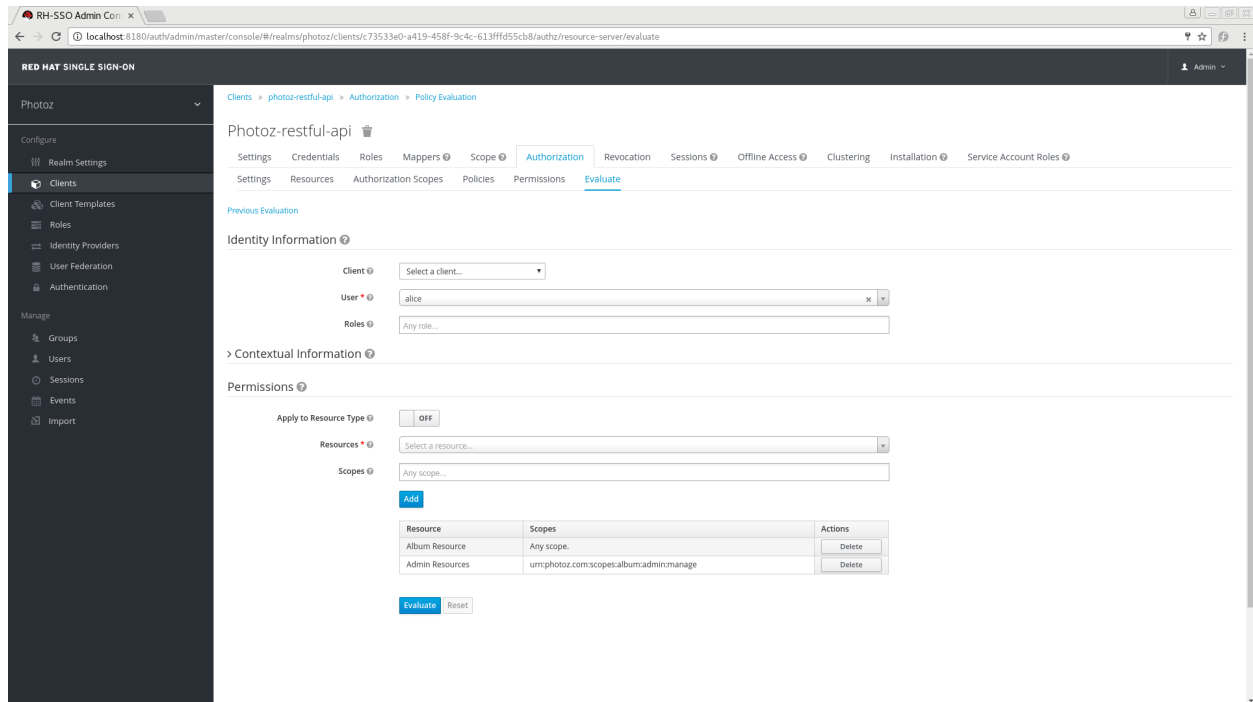 RH-SSO Admin Con
localhost:8180/auth/admin/master/console/#/realms/photoz/clients/c73533e0-a419-458f-9c4c-613fffd55cb8/authz/resource-server/evaluate
RED HAT SINGLE SIGN-ON
Admin
Photoz
Configure
Realm Settings
Clients
Client Templates
Roles
Identity Providers
User Federation
Authentication
Manage
Groups
Users
Sessions
Events
Import
Clients » photoz-restful-api » Authorization » Policy Evaluation
Photoz-restful-api
Settings Credentials Roles Mappers Scope Authorization Revocation Sessions Offline Access Clustering Installation Service Account Roles
Settings Resources Authorization Scopes Policies Permissions Evaluate
Previous Evaluation
Identity Information
Client Select a client...
User * alice
Roles Any role...
> Contextual Information
Permissions
Apply to Resource Type OFF
Resources * Select a resource...
Scopes Any scope...
Add
Resource Scopes Actions
Album Resource Any scope. Delete
Admin Resources urn:photoz.com:scopes:album:admin:manage Delete
Evaluate Reset